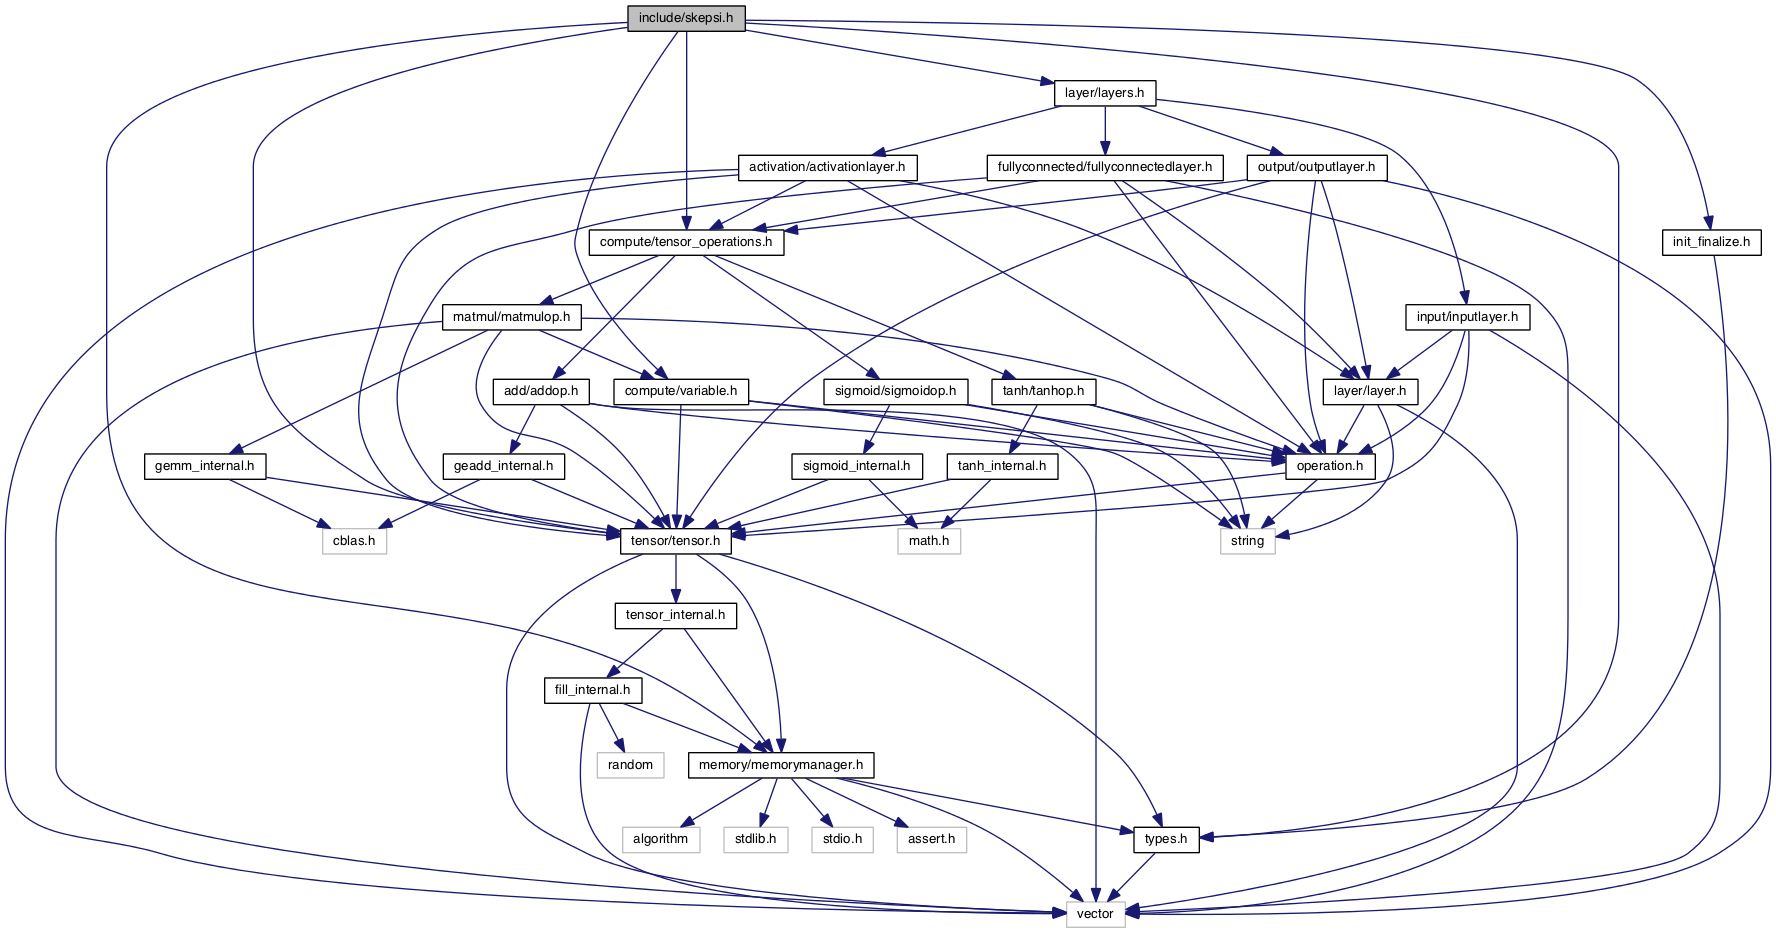 include/skepsi.h
layer/layers.h
activation/activationlayer.h
fullyconnected/fullyconnectedlayer.h
output/outputlayer.h
compute/tensor_operations.h
init_finalize.h
matmul/matmulop.h
input/inputlayer.h
add/addop.h
compute/variable.h
sigmoid/sigmoidop.h
tanh/tanhop.h
layer/layer.h
gemm_internal.h
geadd_internal.h
sigmoid_internal.h
tanh_internal.h
operation.h
cblas.h
tensor/tensor.h
math.h
string
tensor_internal.h
fill_internal.h
random
memory/memorymanager.h
algorithm
stdlib.h
stdio.h
assert.h
types.h
vector